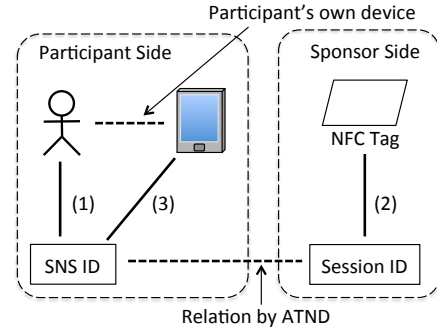 Participant's own device
Participant Side
Sponsor Side
NFC Tag
(1)
(3)
(2)
SNS ID
Session ID
Relation by ATND